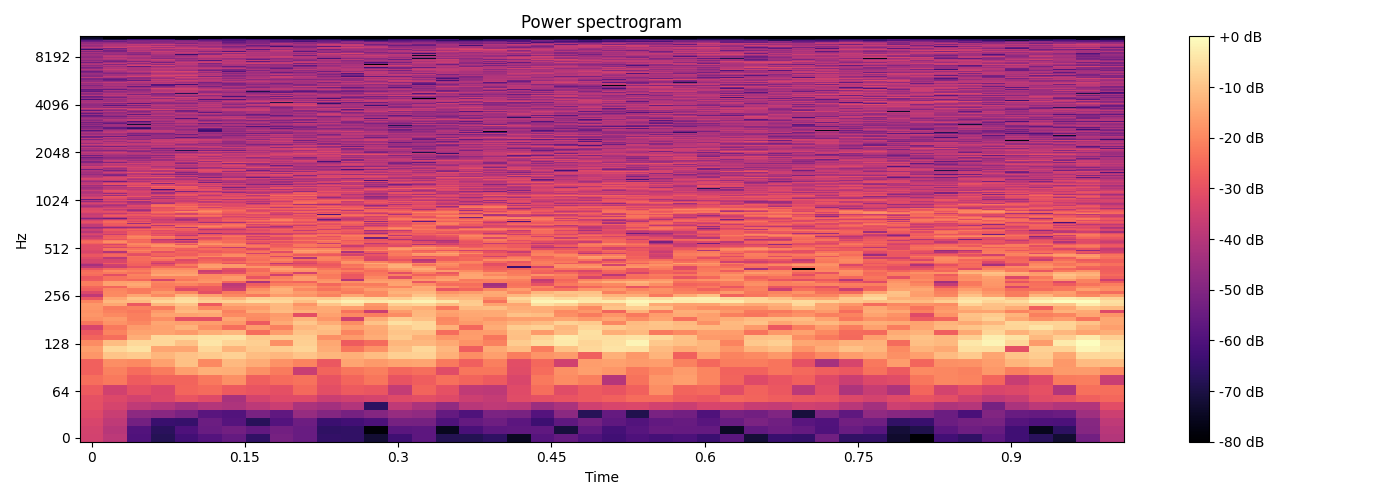 Power spectrogram
Hz
8192
4096
2048
1024
512
256
128
64
0
0 0.15 0.3 0.45 0.6 0.75 0.9
Time
+0 dB
-10 dB
-20 dB
-30 dB
-40 dB
-50 dB
-60 dB
-70 dB
-80 dB